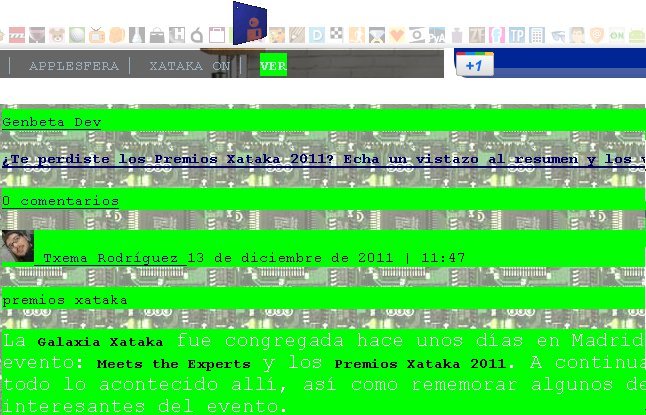 | APPLESFERA | XATAKA ON | VER
+1
Genbeta Dev
¿Te perdiste los Premios Xataka 2011? Echa un vistazo al resumen y los
0 comentarios
Txema Rodríguez 13 de diciembre de 2011 | 11:47
premios xataka
La Galaxia Xataka fue congregada hace unos días en Madrid
evento: Meets the Experts y los Premios Xataka 2011. A continua
todo lo acontecido allí, así como rememorar algunos de
interesantes del evento.